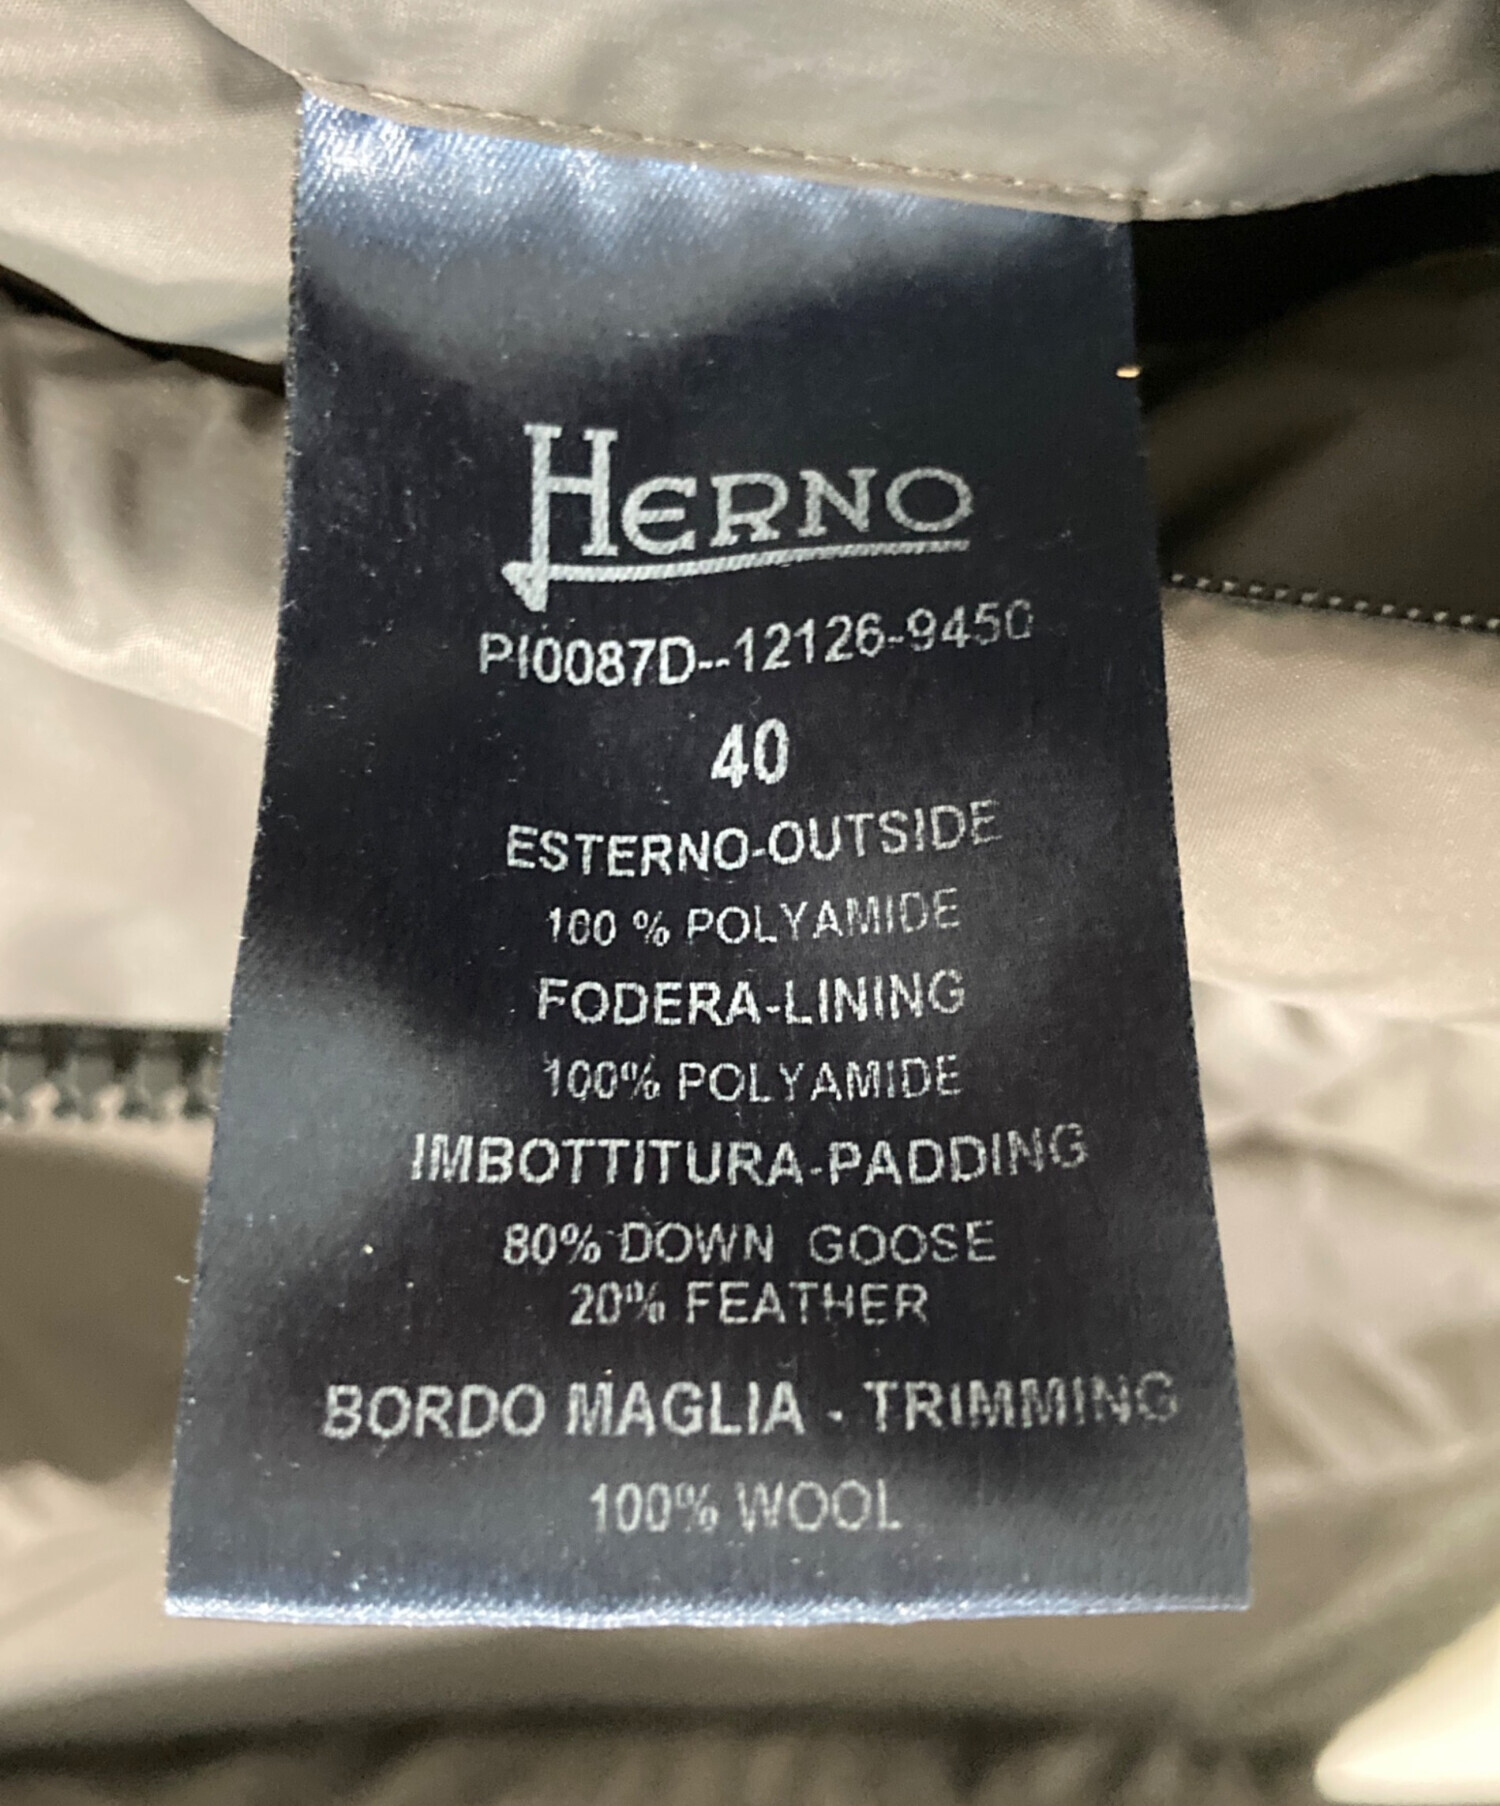 HERNO
PI0087D--12126-9450
40
ESTERNO-OUTSIDE
100 % POLYAMIDE
FODERA-LINING
100% POLYAMIDE
IMBOTTITURA-PADDING
80% DOWN GOOSE
20% FEATHER
BORDO MAGLIA - TRIMMING
100% WOOL